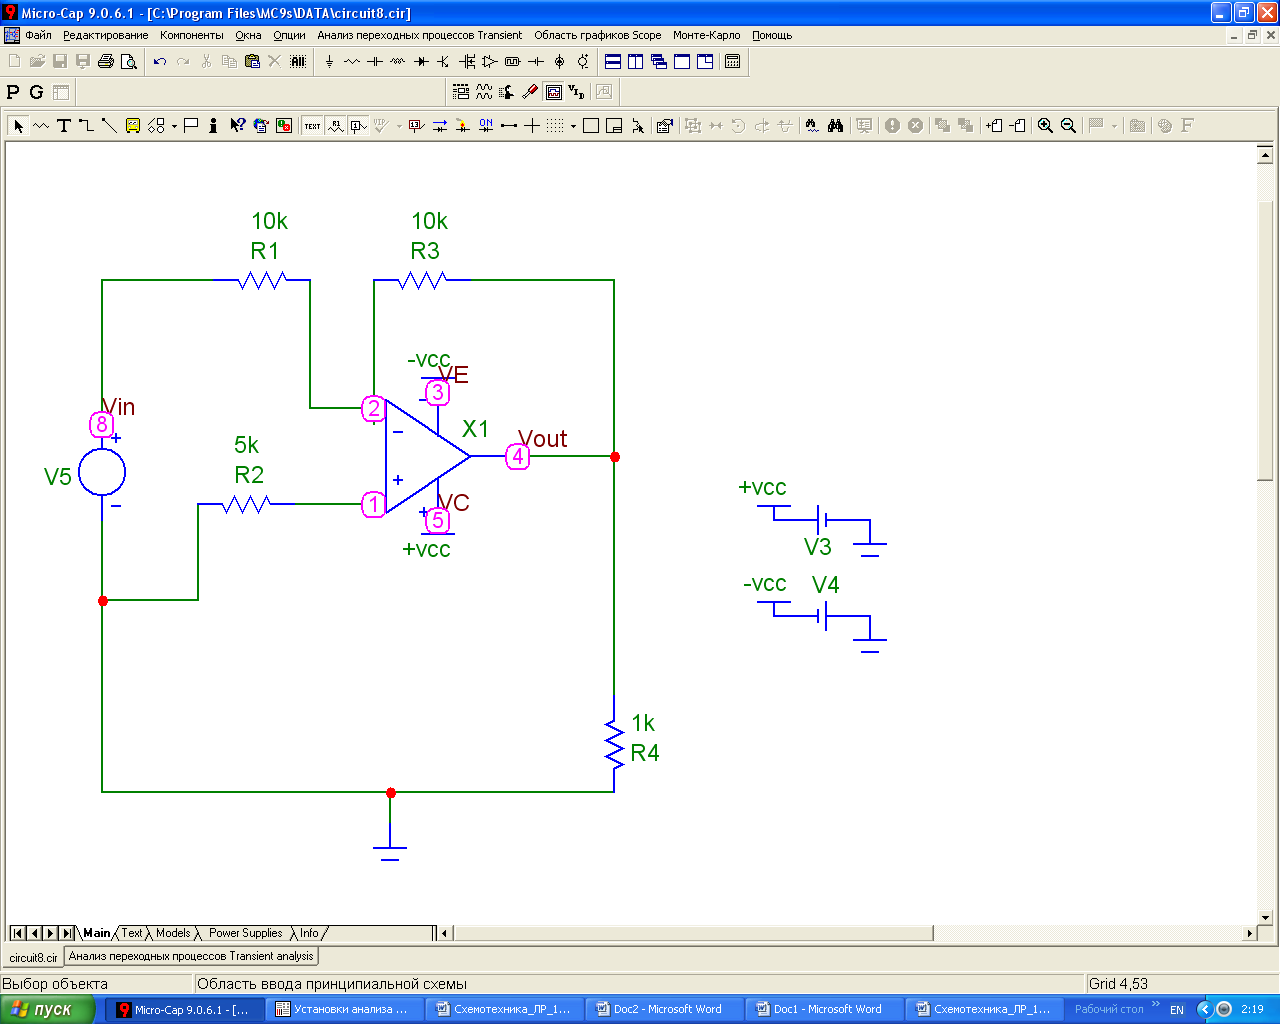 Micro-Cap 9.0.6.1 - [C:\Program Files\MC9s\DATA\circuit8.cir]
Файл Редактирование Компоненты Окна Опции Анализ переходных процессов Transient Область графиков Scope Монте-Карло Помощь
P G
T TEXT R1 13 ON F
10k
R1
10k
R3
-vcc
VE
3
Vin
8
+
V5
−
2
−
X1
5k
R2
+
1
Vout
4
VC
+
5
+vcc
+vcc
V3
-vcc
V4
1k
R4
Main Text Models Power Supplies Info
circuit8.cir Анализ переходных процессов Transient analysis
Выбор объекта Область ввода принципиальной схемы Grid 4,53
пуск Micro-Cap 9.0.6.1 - [... Установки анализа ... Схемотехника_ЛР_1... Doc2 - Microsoft Word Doc1 - Microsoft Word Схемотехника_ЛР_1... Рабочий стол » EN 2:19